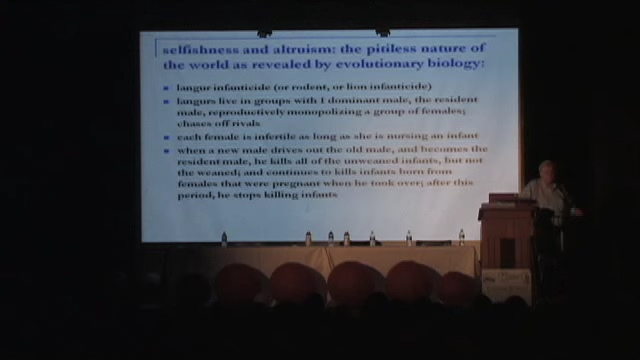 selfishness and altruism: the pitiless nature of
the world as revealed by evolutionary biology:
langur infanticide (or rodent, or lion infanticide)
langurs live in groups with 1 dominant male, the resident
male, reproductively monopolizing a group of females;
chases off rivals
each female is infertile as long as she is nursing an infant
when a new male drives out the old male, and becomes the
resident male, he kills all of the unweaned infants, but not
the weaned; and continues to kills infants born from
females that were pregnant when he took over; after this
period, he stops killing infants